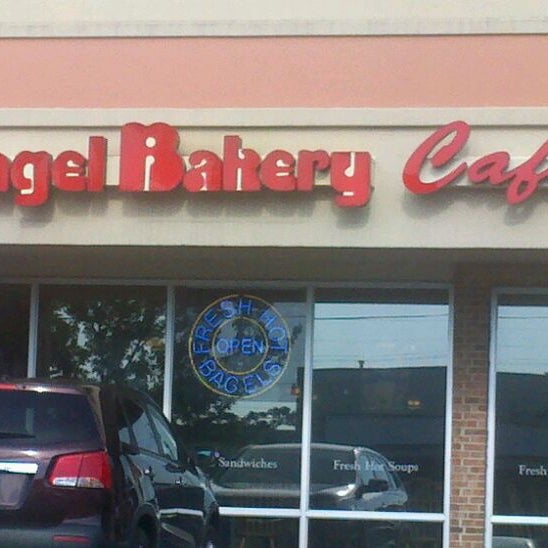 agel Bakery Caf
FRESH HOT
OPEN
BAGELS
Sandwiches
Fresh Hot Soups
Fresh